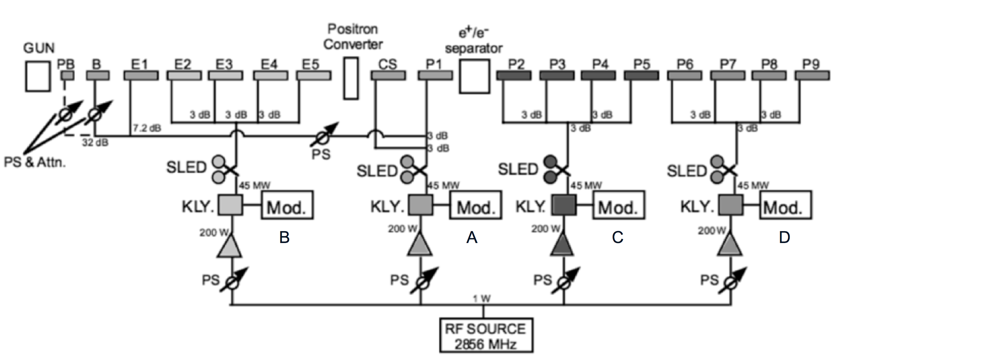 Positron
Converter
e+/e-
separator
GUN
PB B E1 E2 E3 E4 E5 CS P1 P2 P3 P4 P5 P6 P7 P8 P9
3 dB 3 dB 3 dB 3 dB 3 dB 3 dB 3 dB
7.2 dB 3 dB 3 dB
3 dB
32 dB 3 dB
PS
PS & Attn.
SLED SLED SLED SLED
45 MW 45 MW 45 MW 45 MW
KLY. Mod. KLY. Mod. KLY. Mod. KLY. Mod.
200 W 200 W 200 W 200 W
B A C D
PS PS PS PS
1 W
RF SOURCE
2856 MHz